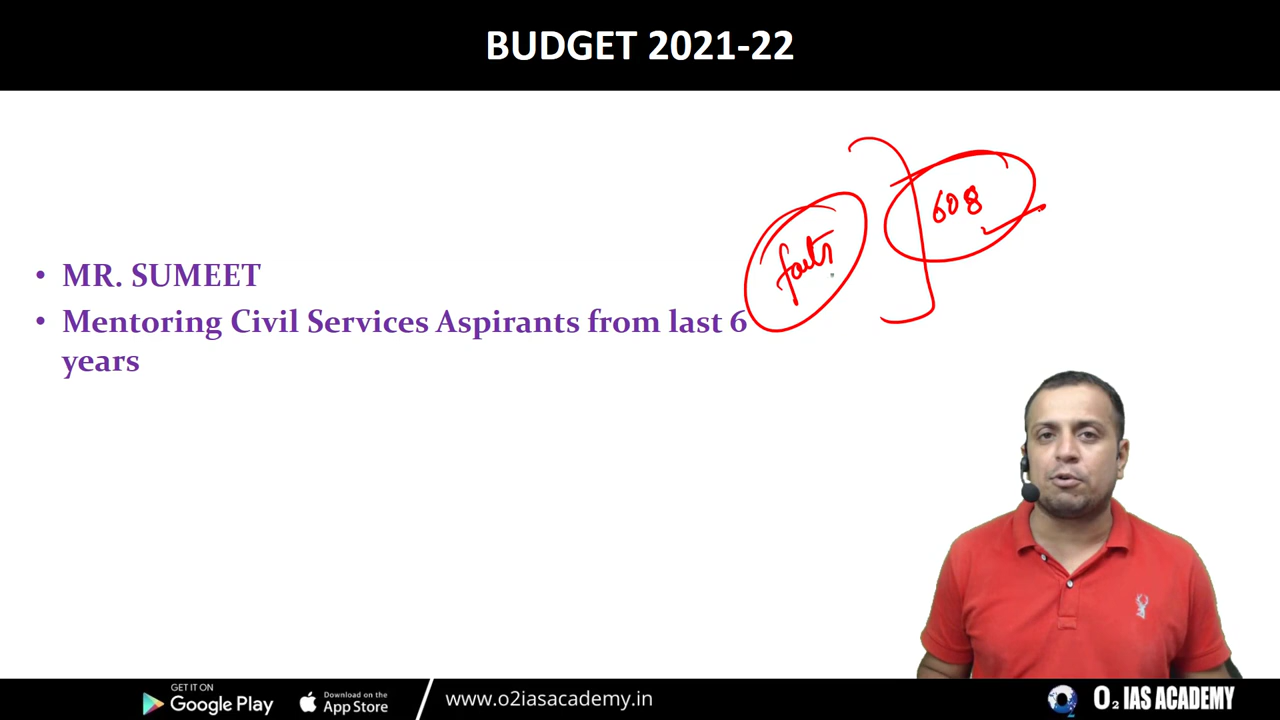 BUDGET 2021-22
608
facts
• MR. SUMEET
• Mentoring Civil Services Aspirants from last 6
years
GET IT ON
Google Play
Download on the
App Store
www.o2iasacademy.in
O2 IAS ACADEMY